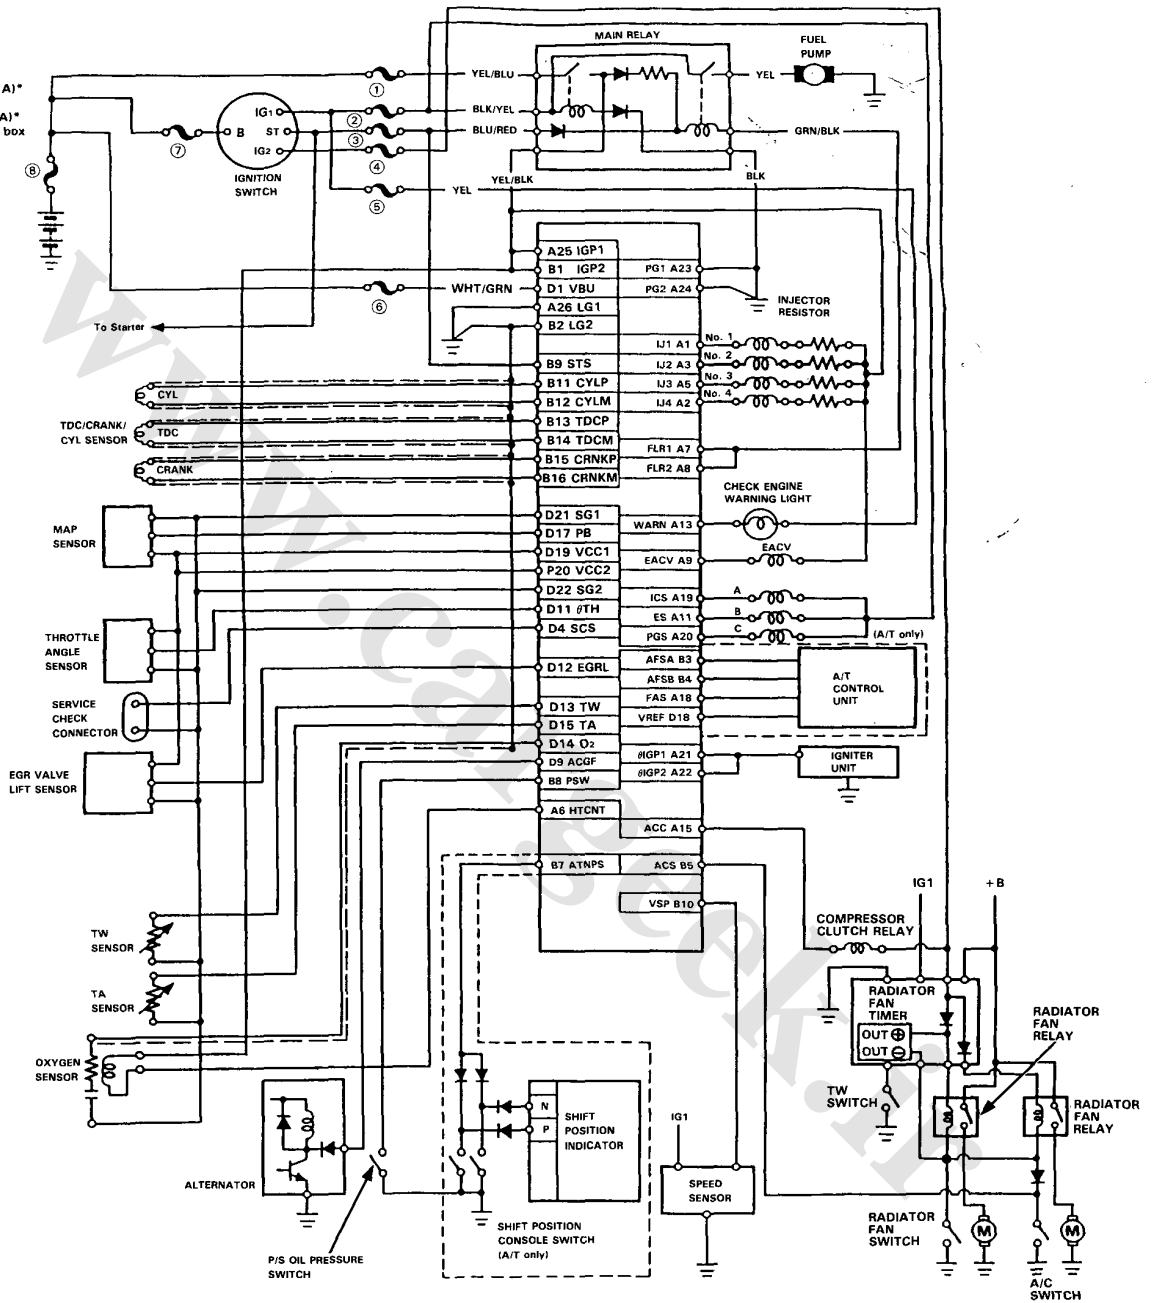 MAIN RELAY
FUEL
PUMP
A)*
A)*
box
YEL/BLU
YEL
①
IG1
BLK/YEL
②
B
ST
BLU/RED
GRN/BLK
⑦
③
IG2
④
⑧
IGNITION
SWITCH
YEL/BLK
BLK
YEL
⑤
A25 IGP1
B1 IGP2
PG1 A23
WHT/GRN
D1 VBU
PG2 A24
⑥
A26 LG1
INJECTOR
RESISTOR
To Starter
B2 LG2
IJ1 A1
No. 1
B9 STS
IJ2 A3
No. 2
B11 CYLP
IJ3 A5
No. 3
CYL
B12 CYLM
IJ4 A2
No. 4
TDC/CRANK/
CYL SENSOR
TDC
B13 TDCP
B14 TDCM
FLR1 A7
CRANK
B15 CRNKP
FLR2 A8
B16 CRNKM
CHECK ENGINE
WARNING LIGHT
MAP
SENSOR
D21 SG1
WARN A13
D17 PB
EACV
D19 VCC1
EACV A9
P20 VCC2
D22 SG2
ICS A19
A
D11 θTH
ES A11
B
D4 SCS
PGS A20
C
(A/T only)
THROTTLE
ANGLE
SENSOR
D12 EGRL
AFSA B3
AFSB B4
A/T
CONTROL
UNIT
SERVICE
CHECK
CONNECTOR
D13 TW
FAS A18
D15 TA
VREF D18
D14 O2
D9 ACGF
θIGP1 A21
IGNITER
UNIT
B8 PSW
θIGP2 A22
EGR VALVE
LIFT SENSOR
A6 HTCNT
ACC A15
B7 ATNPS
ACS B5
VSP B10
IG1
+B
TW
SENSOR
COMPRESSOR
CLUTCH RELAY
TA
SENSOR
RADIATOR
FAN
TIMER
OUT ⊕
OUT ⊖
RADIATOR
FAN
RELAY
OXYGEN
SENSOR
TW
SWITCH
RADIATOR
FAN
RELAY
N
P
SHIFT
POSITION
INDICATOR
IG1
ALTERNATOR
SPEED
SENSOR
SHIFT POSITION
CONSOLE SWITCH
(A/T only)
RADIATOR
FAN
SWITCH
M
M
P/S OIL PRESSURE
SWITCH
A/C
SWITCH
www.cargeek.ir